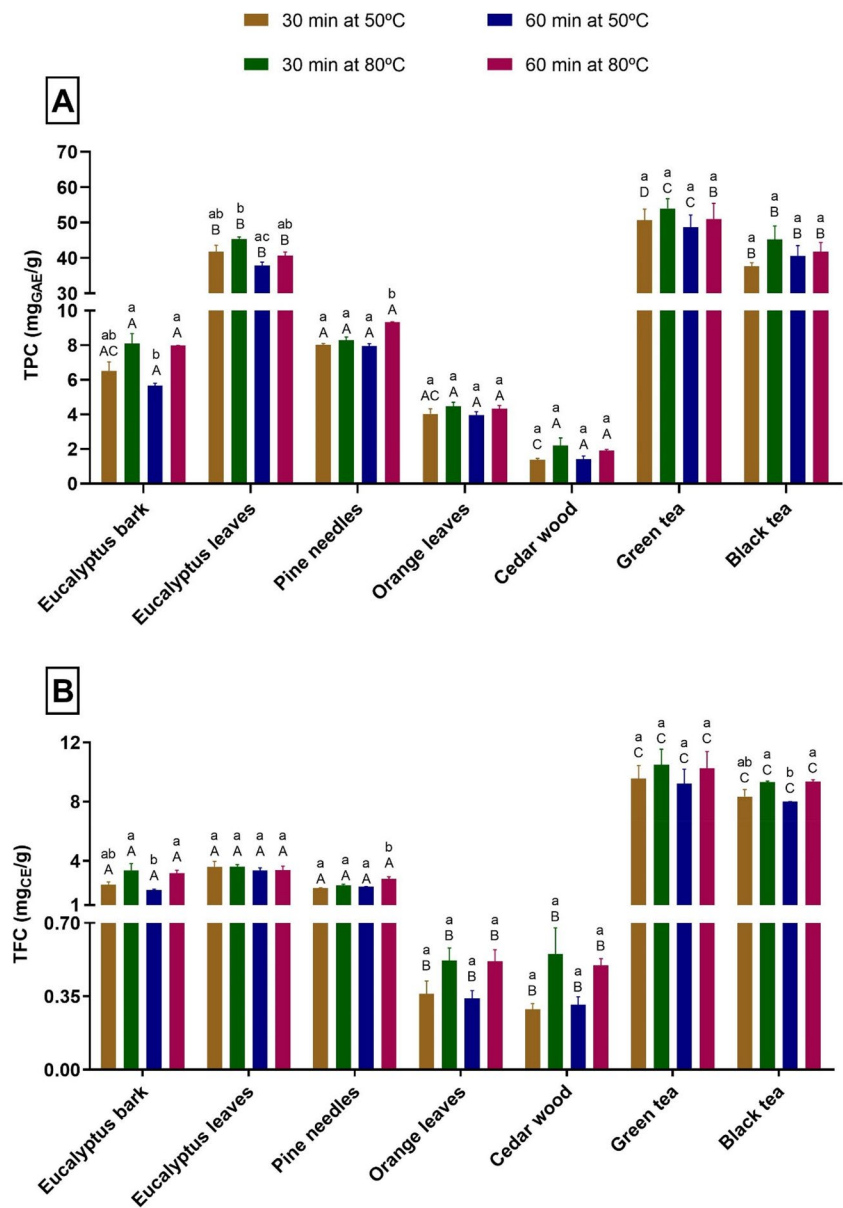 30 min at 50ºC 60 min at 50ºC
30 min at 80ºC 60 min at 80ºC
A
TPC (mgGAE/g)
70
60
50
40
30
10
8
6
4
2
0
ab a b a
AC A A A
ab b ac ab
B B B B
a a a b
A A A A
a a a a
AC A A A
a a a a
C A A A
a a a a
D C C B
a a a a
B B B B
Eucalyptus bark
Eucalyptus leaves
Pine needles
Orange leaves
Cedar wood
Green tea
Black tea
B
TFC (mgCE/g)
12
8
4
1
0.70
0.35
0.00
ab a b a
A A A A
a a a a
A A A A
a a a b
A A A A
a a a a
B B B B
a a a a
B B B B
a a a a
C C C C
ab a b a
C C C C
Eucalyptus bark
Eucalyptus leaves
Pine needles
Orange leaves
Cedar wood
Green tea
Black tea